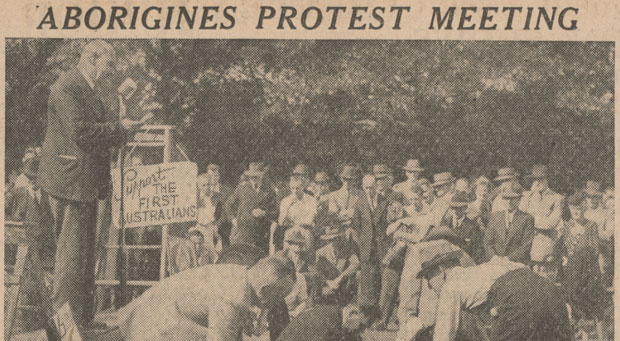 ABORIGINES PROTEST MEETING
Support
THE
FIRST
AUSTRALIANS